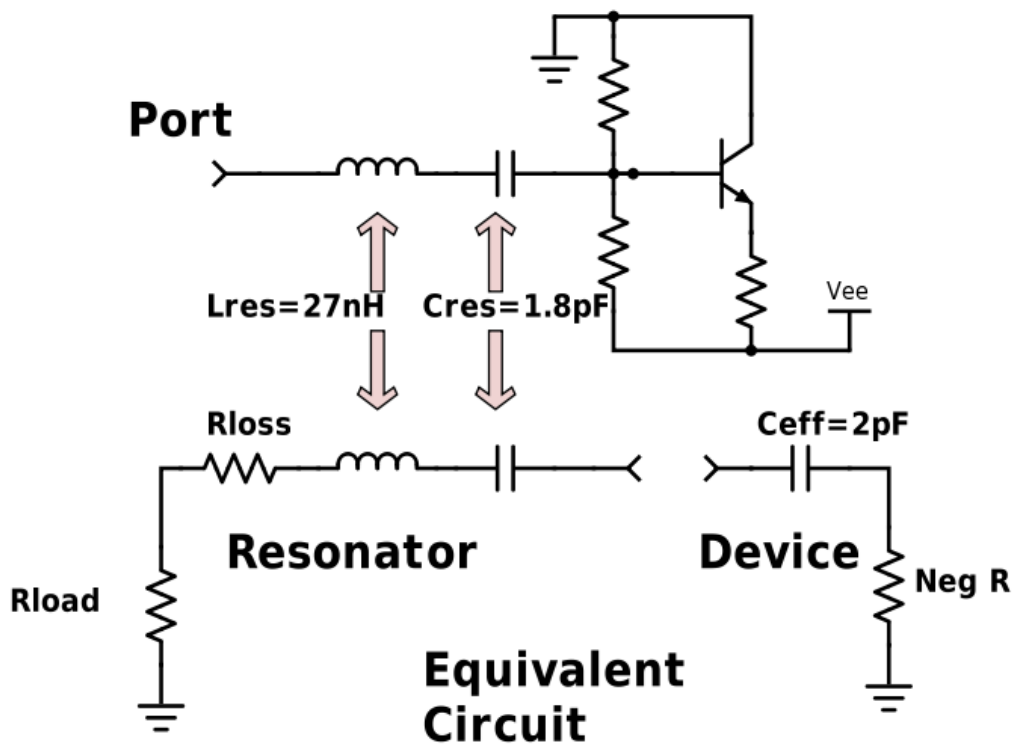 Port
Lres=27nH
Cres=1.8pF
Vee
Rloss
Ceff=2pF
Resonator
Device
Rload
Neg R
Equivalent
Circuit